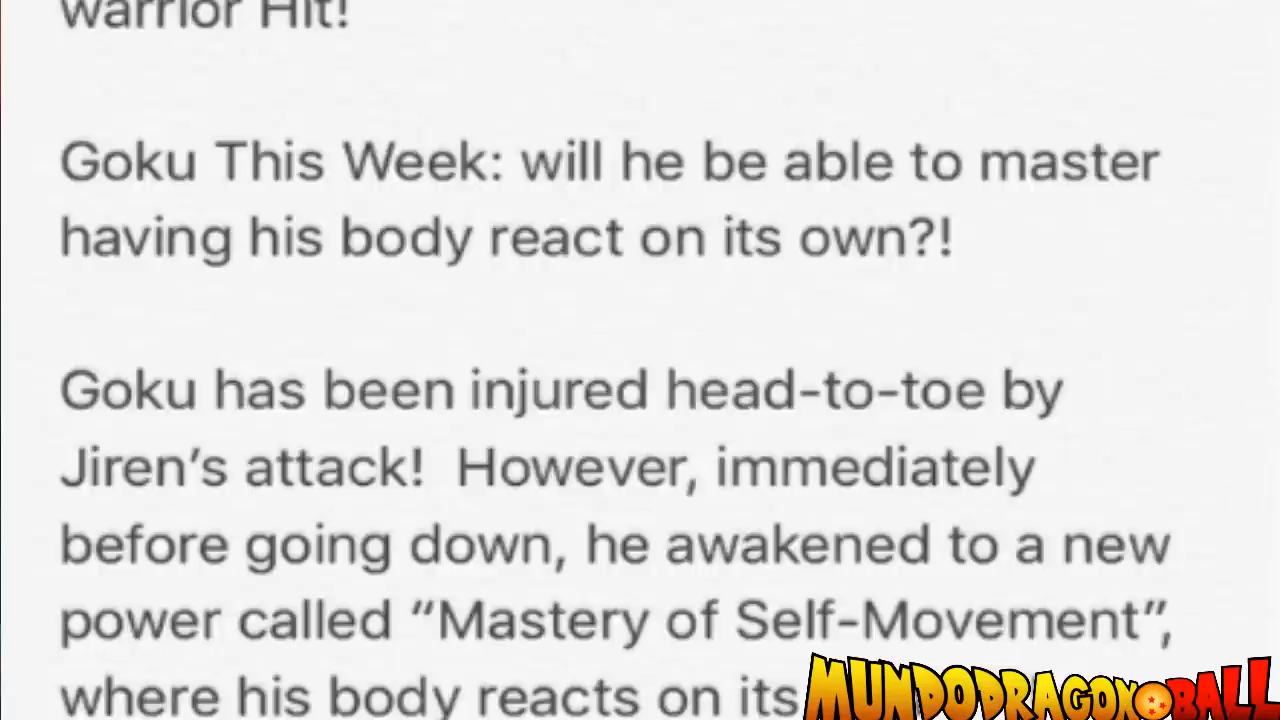 warrior Hit!
Goku This Week: will he be able to master
having his body react on its own?!
Goku has been injured head-to-toe by
Jiren’s attack!  However, immediately
before going down, he awakened to a new
power called “Mastery of Self-Movement”,
where his body reacts on its
MUNDODRAGONBALL